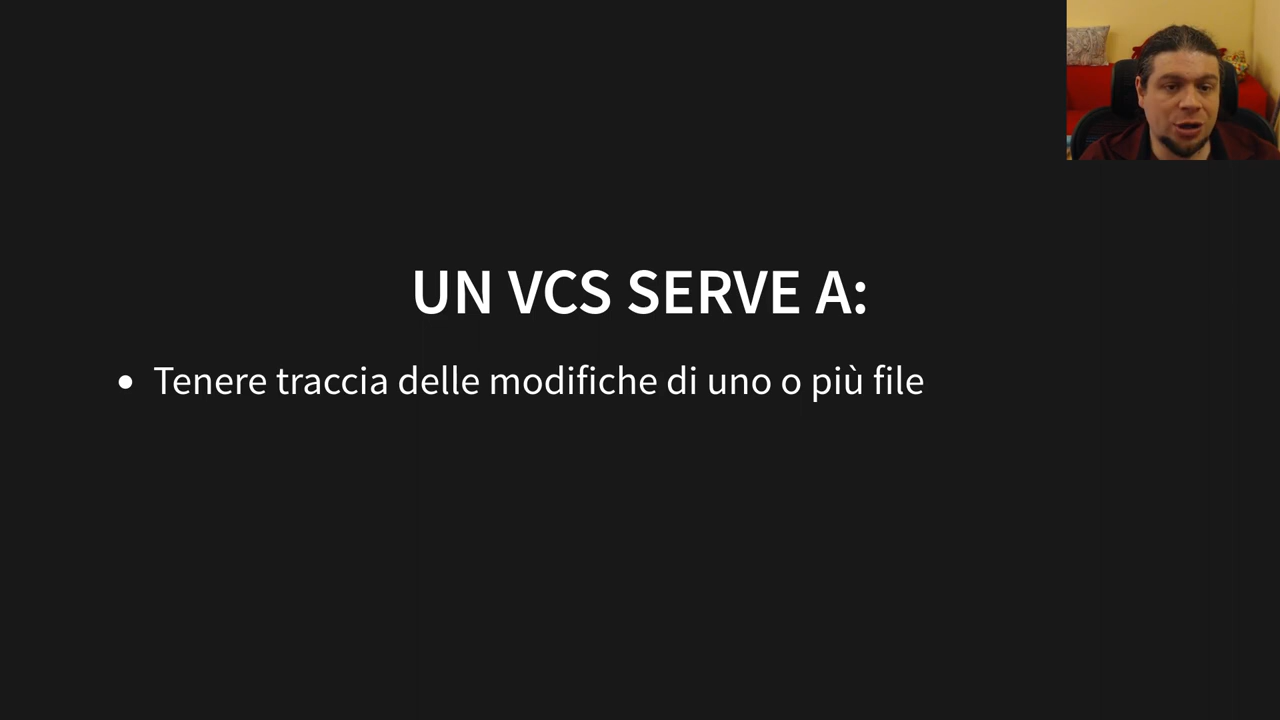 UN VCS SERVE A:
Tenere traccia delle modifiche di uno o più file